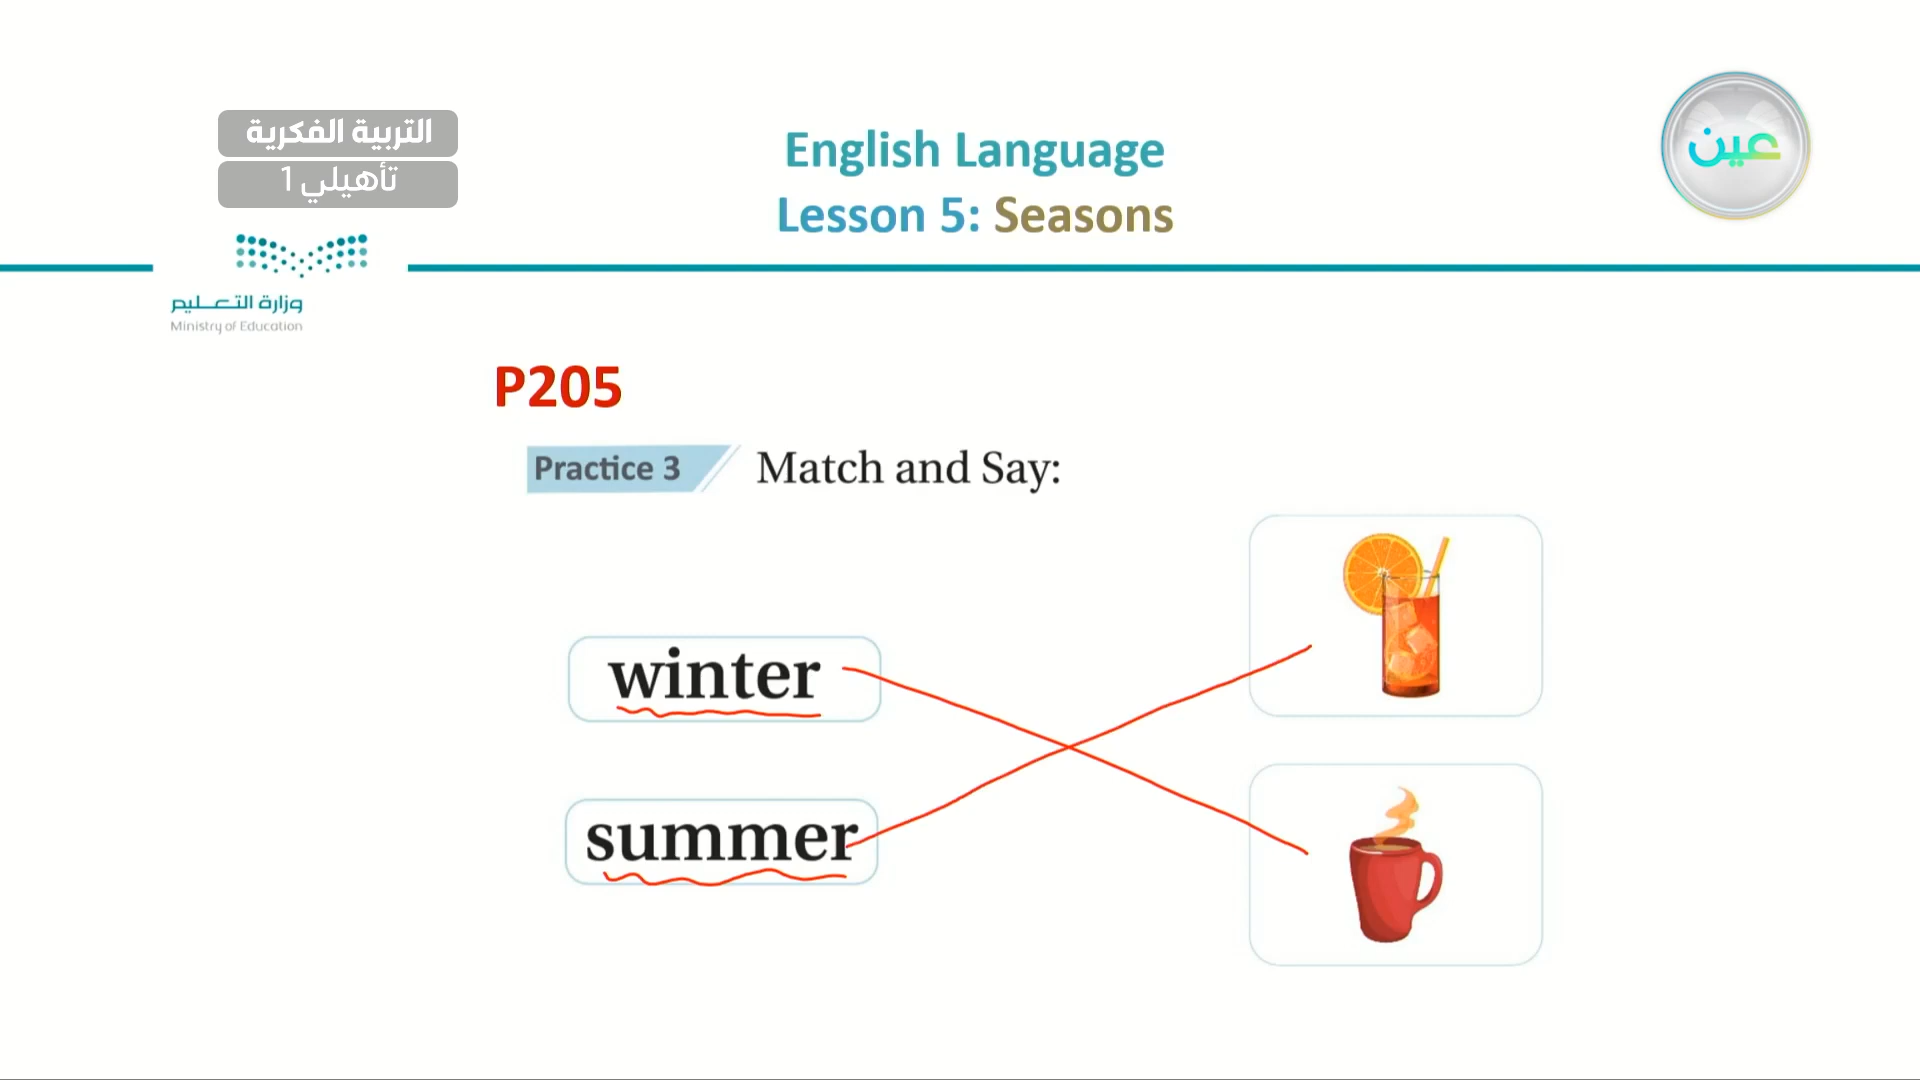 التربية الفكرية
تأهيلي 1
English Language
Lesson 5: Seasons
عين
وزارة التعليم
Ministry of Education
P205
Practice 3 Match and Say:
winter
summer